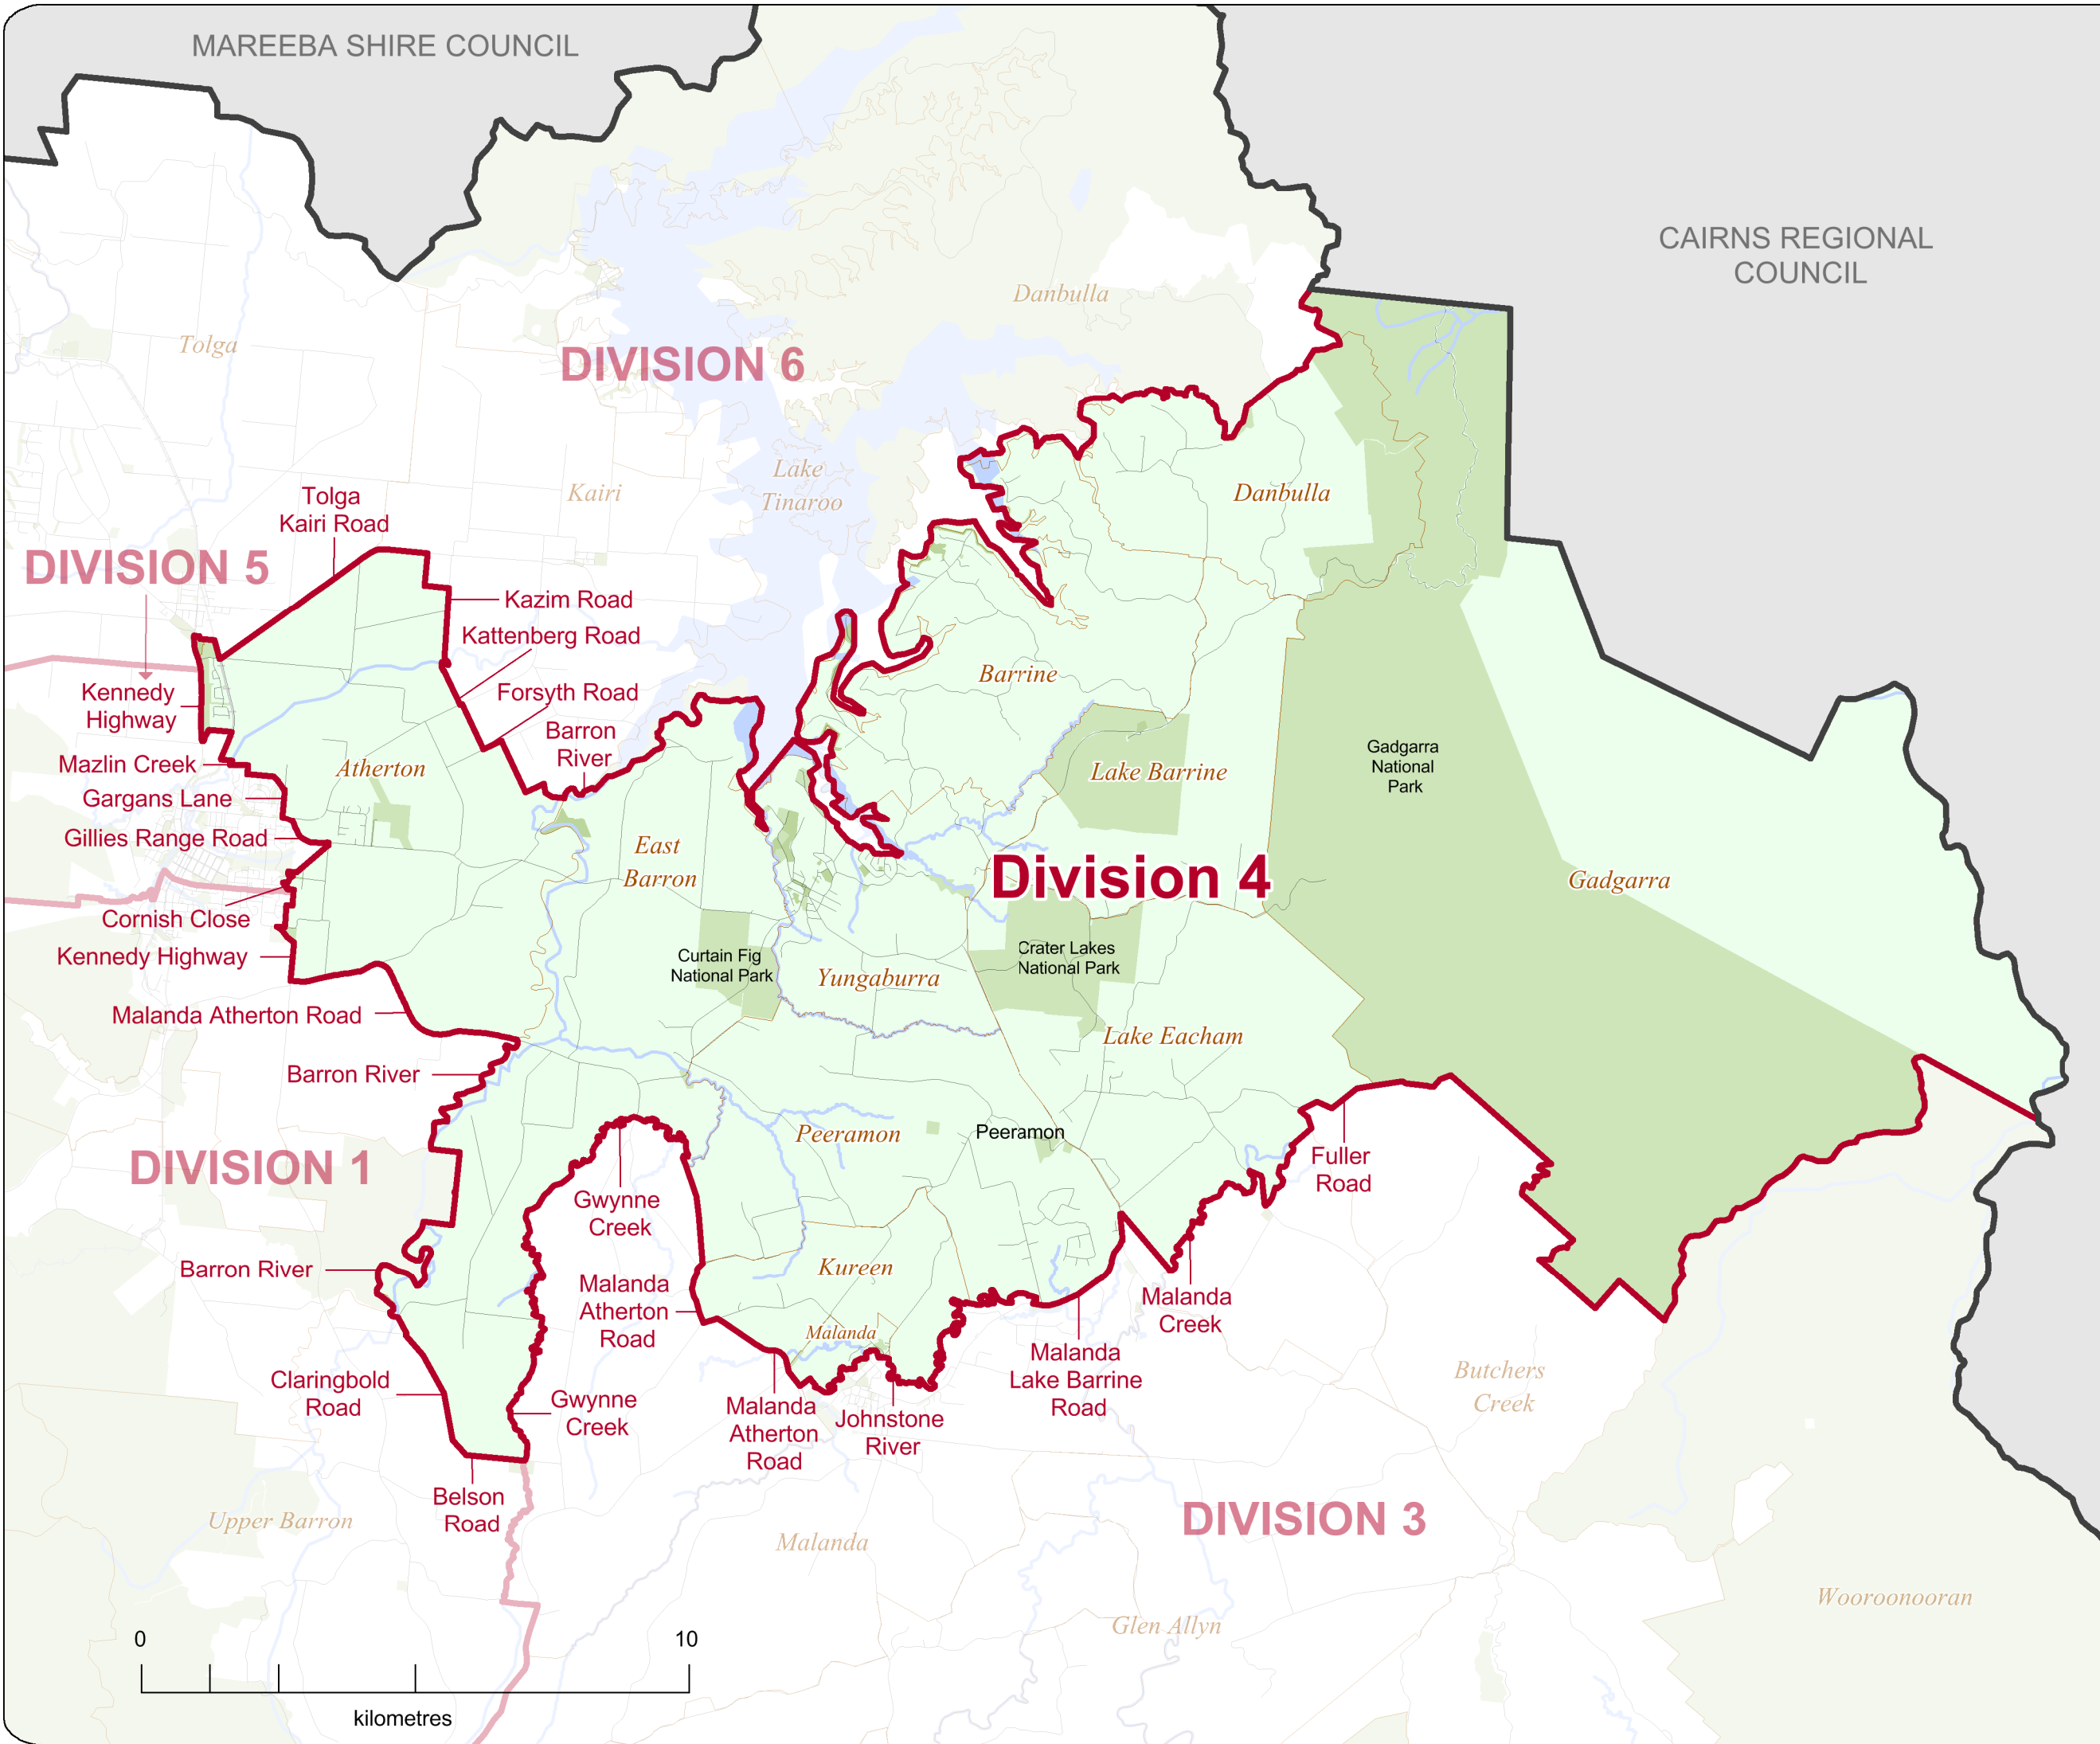 MAREEBA SHIRE COUNCIL
CAIRNS REGIONAL
COUNCIL
Danbulla
Tolga
DIVISION 6
Lake
Tinaroo
Kairi
Danbulla
Tolga
Kairi Road
DIVISION 5
Kazim Road
Kattenberg Road
Forsyth Road
Barron
River
Barrine
Kennedy
Highway
Mazlin Creek
Gargans Lane
Gillies Range Road
Atherton
Lake Barrine
Gadgarra
National
Park
East
Barron
Division 4
Gadgarra
Cornish Close
Kennedy Highway
Curtain Fig
National Park
Yungaburra
Crater Lakes
National Park
Malanda Atherton Road
Lake Eacham
Barron River
Peeramon
Peeramon
DIVISION 1
Gwynne
Creek
Fuller
Road
Barron River
Kureen
Malanda
Atherton
Road
Malanda
Creek
Malanda
Malanda
Lake Barrine
Road
Butchers
Creek
Claringbold
Road
Gwynne
Creek
Malanda
Atherton
Road
Johnstone
River
Belson
Road
Upper Barron
Malanda
DIVISION 3
Wooroonooran
Glen Allyn
0
10
kilometres